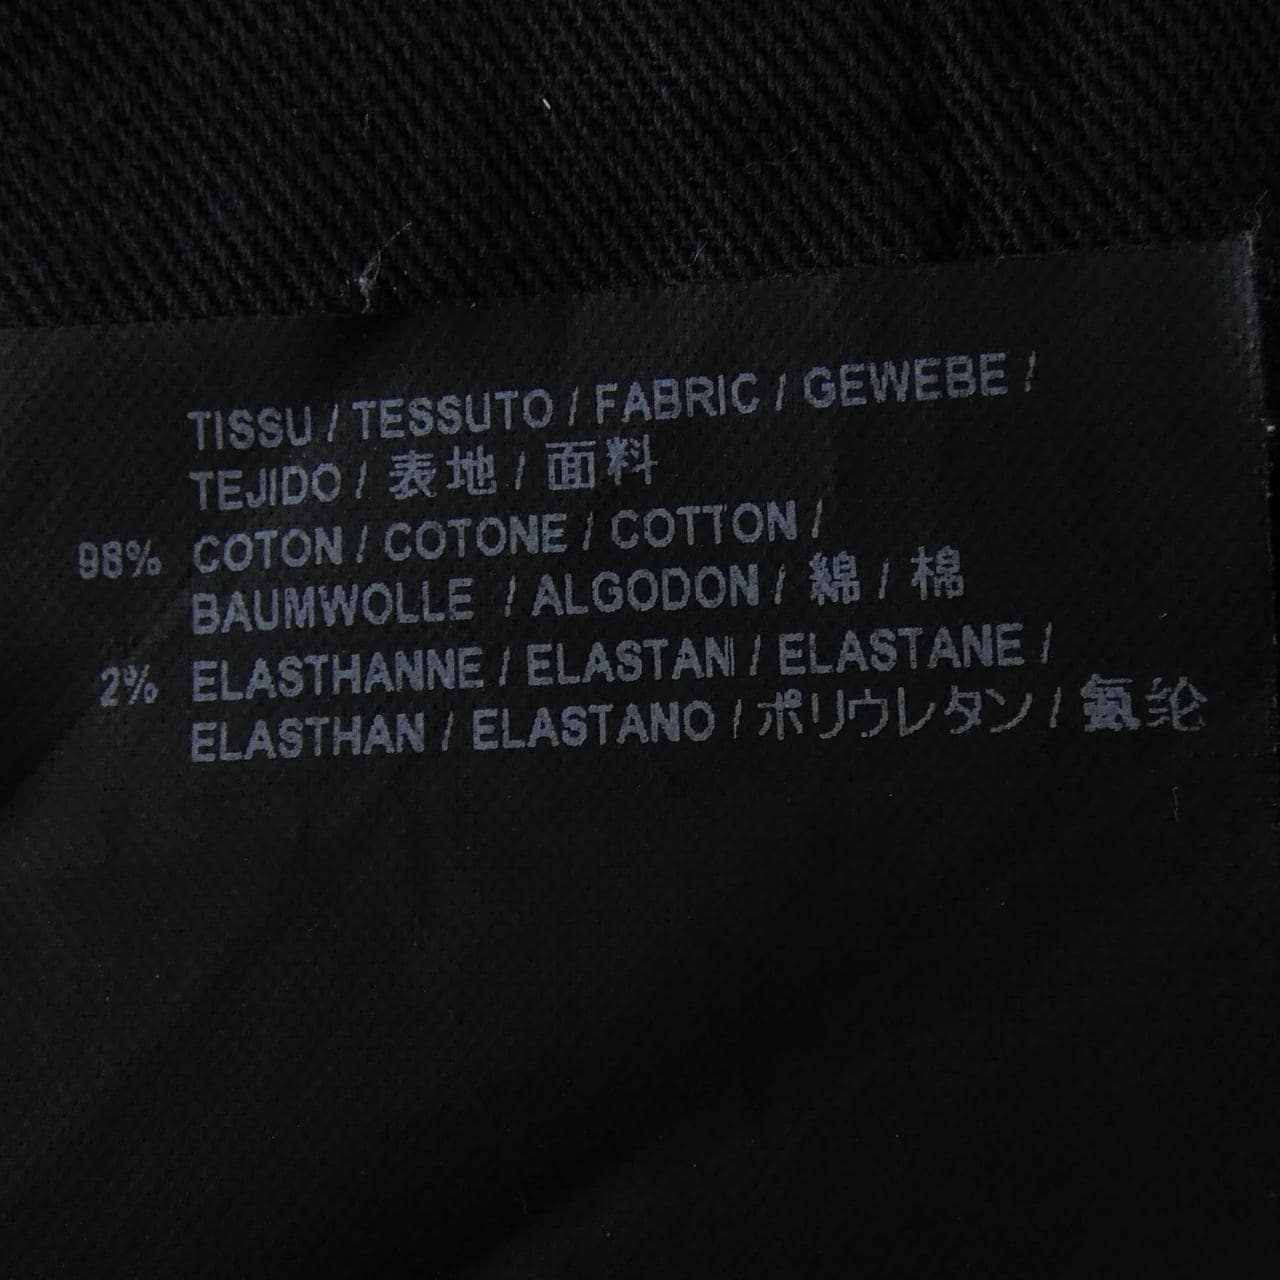 TISSU / TESSUTO / FABRIC / GEWEBE /
TEJIDO / 表地 / 面料
98% COTON / COTONE / COTTON /
BAUMWOLLE / ALGODON / 綿 / 棉
2% ELASTHANNE / ELASTAN / ELASTANE /
ELASTHAN / ELASTANO / ポリウレタン / 氨纶